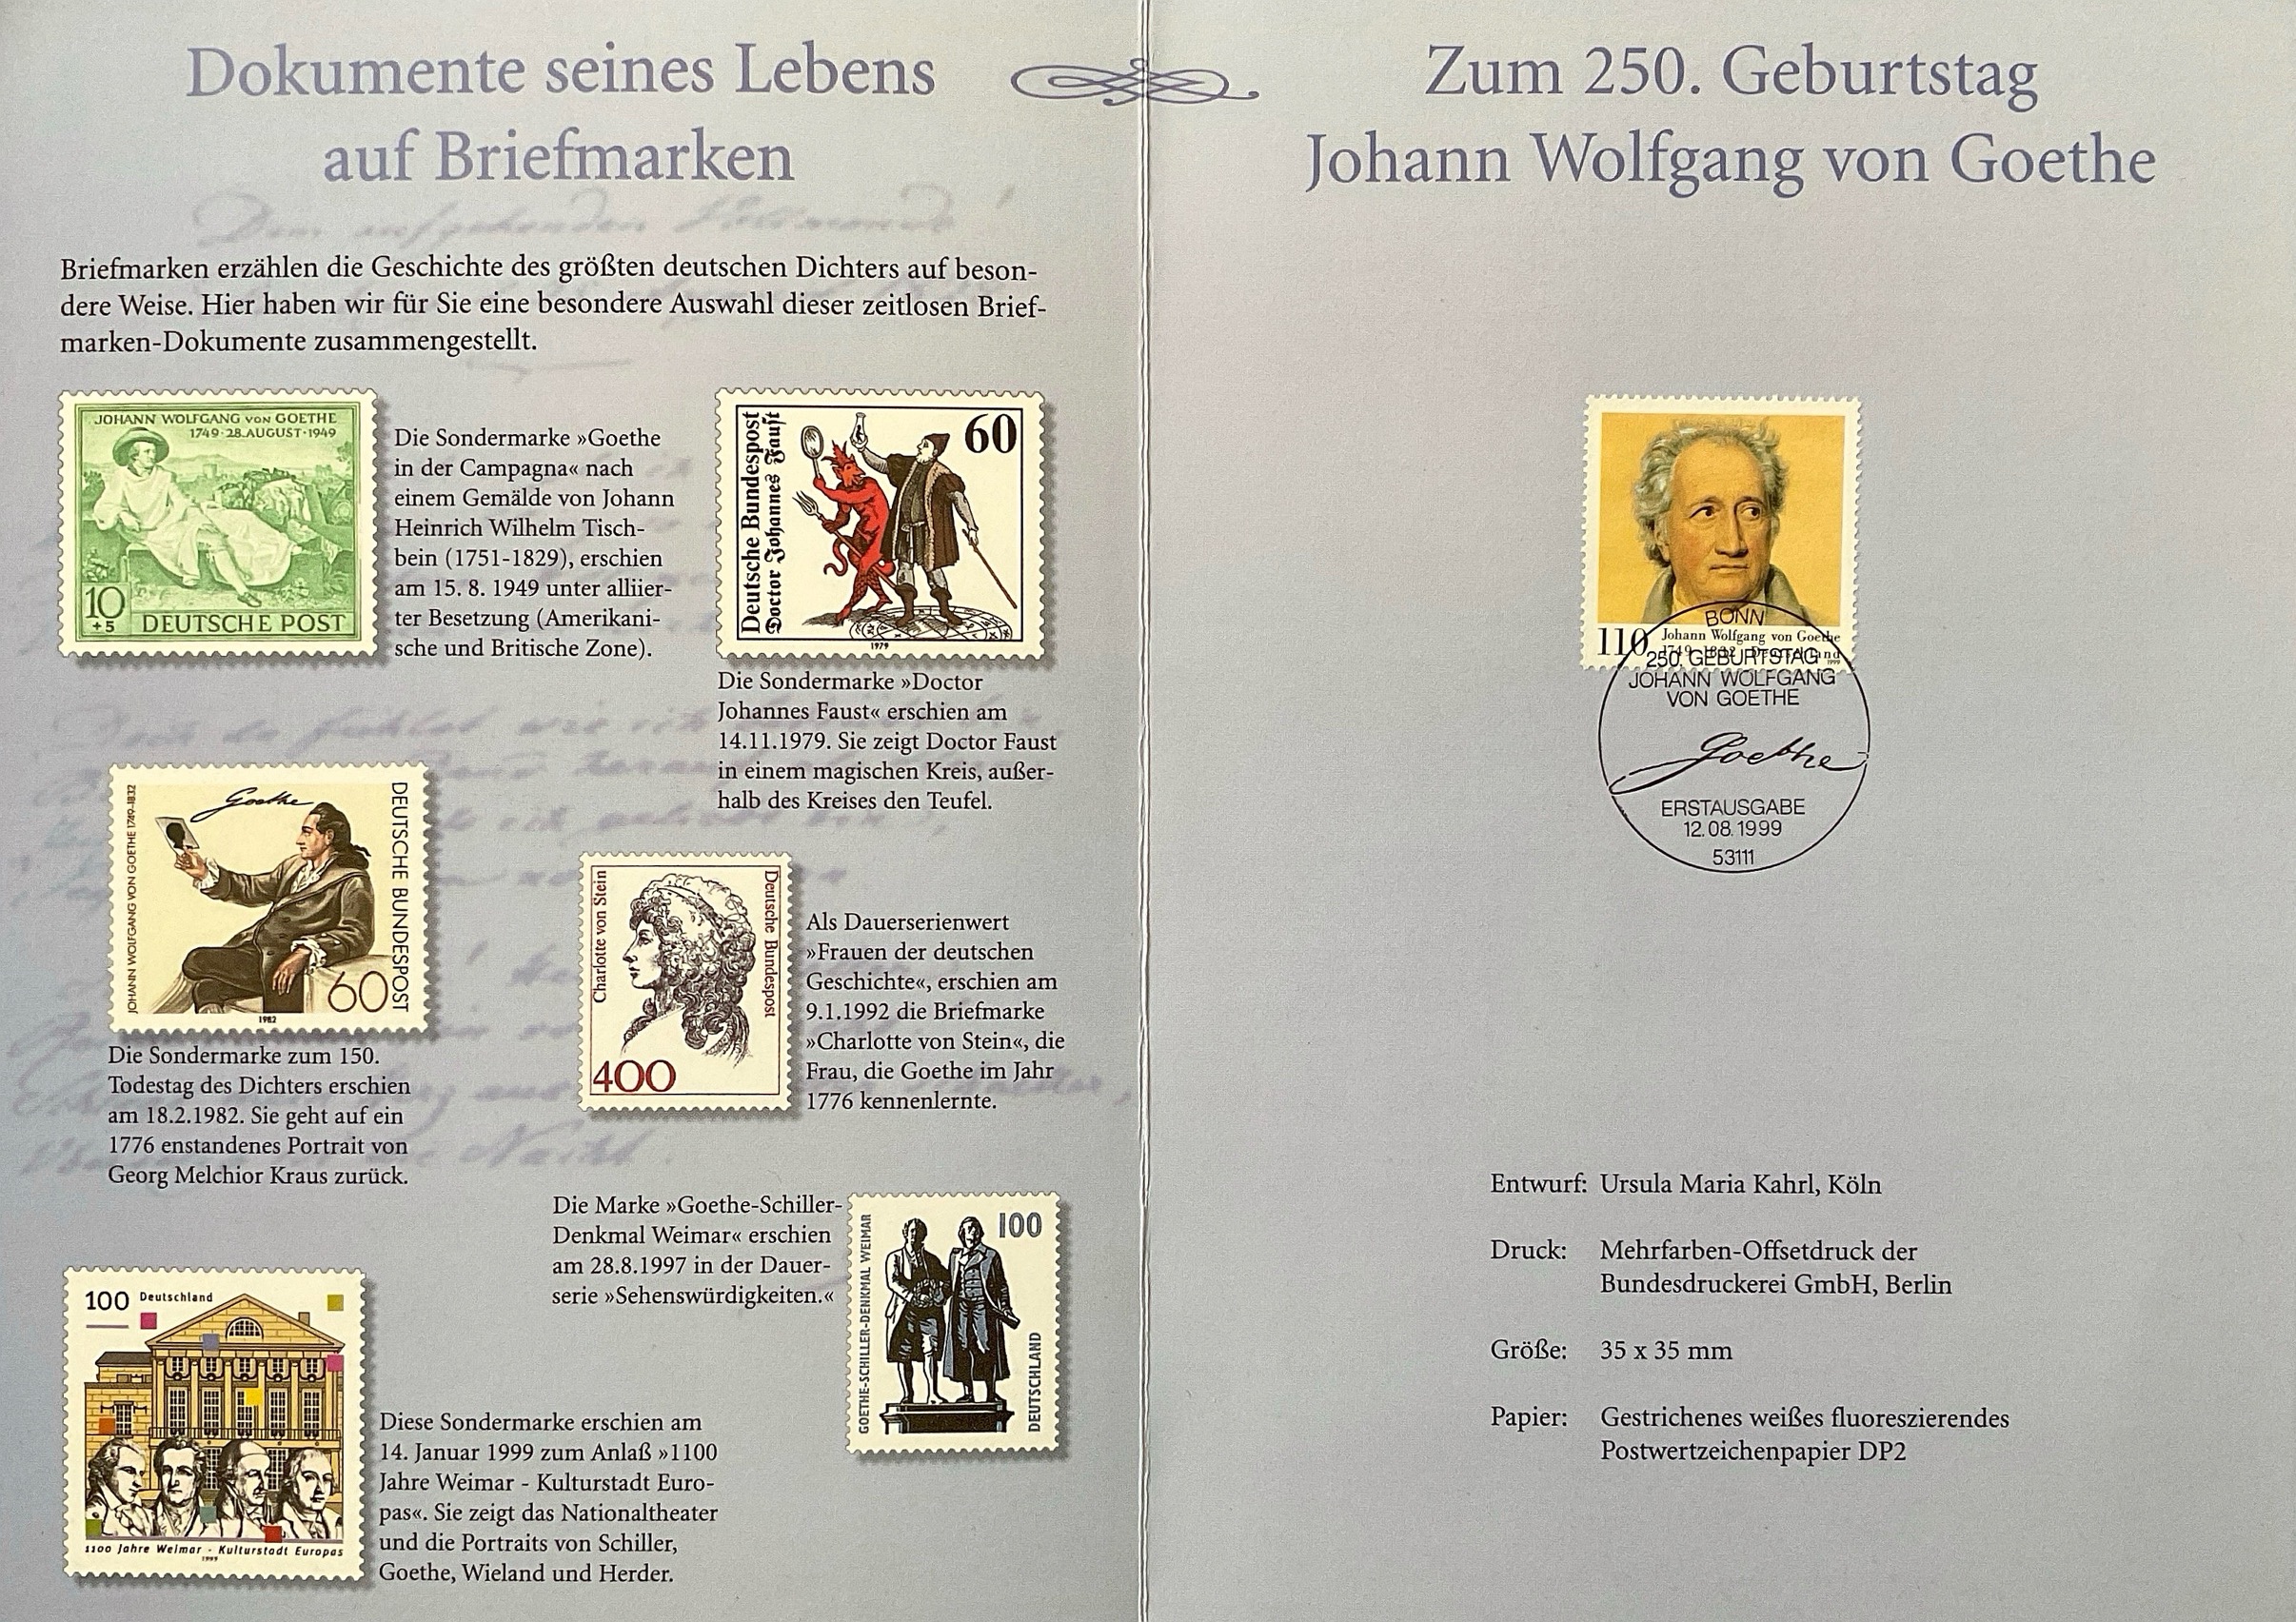 Dokumente seines Lebens
auf Briefmarken
Briefmarken erzählen die Geschichte des größten deutschen Dichters auf beson-
dere Weise. Hier haben wir für Sie eine besondere Auswahl dieser zeitlosen Brief-
marken-Dokumente zusammengestellt.
JOHANN WOLFGANG VON GOETHE
1749·28.AUGUST·1949
10
+5
DEUTSCHE POST
Die Sondermarke »Goethe
in der Campagna« nach
einem Gemälde von Johann
Heinrich Wilhelm Tisch-
bein (1751-1829), erschien
am 15. 8. 1949 unter alliier-
ter Besetzung (Amerikani-
sche und Britische Zone).
Deutsche Bundespost
Doctor Johannes Faust
60
1979
Die Sondermarke »Doctor
Johannes Faust« erschien am
14.11.1979. Sie zeigt Doctor Faust
in einem magischen Kreis, außer-
halb des Kreises den Teufel.
JOHANN WOLFGANG VON GOETHE 1749-1832
Goethe
DEUTSCHE BUNDESPOST
60
1982
Die Sondermarke zum 150.
Todestag des Dichters erschien
am 18.2.1982. Sie geht auf ein
1776 enstandenes Portrait von
Georg Melchior Kraus zurück.
Charlotte von Stein
Deutsche Bundespost
400
Als Dauerserienwert
»Frauen der deutschen
Geschichte«, erschien am
9.1.1992 die Briefmarke
»Charlotte von Stein«, die
Frau, die Goethe im Jahr
1776 kennenlernte.
Die Marke »Goethe-Schiller-
Denkmal Weimar« erschien
am 28.8.1997 in der Dauer-
serie »Sehenswürdigkeiten.«
GOETHE-SCHILLER-DENKMAL WEIMAR
100
DEUTSCHLAND
100 Deutschland
1100 Jahre Weimar - Kulturstadt Europas
1999
Diese Sondermarke erschien am
14. Januar 1999 zum Anlaß »1100
Jahre Weimar - Kulturstadt Euro-
pas«. Sie zeigt das Nationaltheater
und die Portraits von Schiller,
Goethe, Wieland und Herder.
Zum 250. Geburtstag
Johann Wolfgang von Goethe
110
Johann Wolfgang von Goethe
1749-1832 Deutschland
1999
BONN
250. GEBURTSTAG
JOHANN WOLFGANG
VON GOETHE
Goethe
ERSTAUSGABE
12.08.1999
53111
Entwurf: Ursula Maria Kahrl, Köln
Druck: Mehrfarben-Offsetdruck der
Bundesdruckerei GmbH, Berlin
Größe: 35 x 35 mm
Papier: Gestrichenes weißes fluoreszierendes
Postwertzeichenpapier DP2